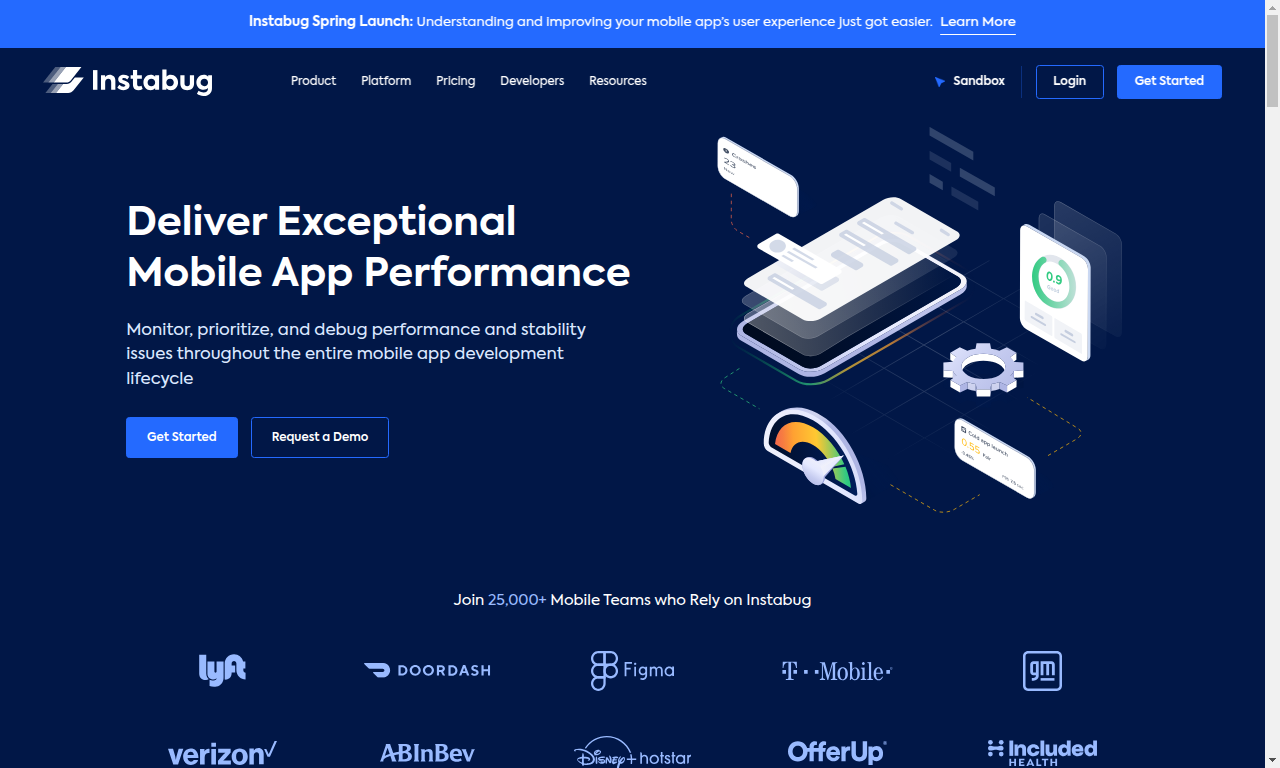 Instabug Spring Launch: Understanding and improving your mobile app's user experience just got easier. Learn More
Instabug
Product Platform Pricing Developers Resources
Sandbox Login Get Started
Deliver Exceptional
Mobile App Performance
Monitor, prioritize, and debug performance and stability
issues throughout the entire mobile app development
lifecycle
Get Started Request a Demo
Crashes
23
New
0.9
Good
Cold app launch
0.55 Fair
Join 25,000+ Mobile Teams who Rely on Instabug
lyft DOORDASH Figma T Mobile gm
verizon ABInBev Disney+ hotstar OfferUp Included
HEALTH